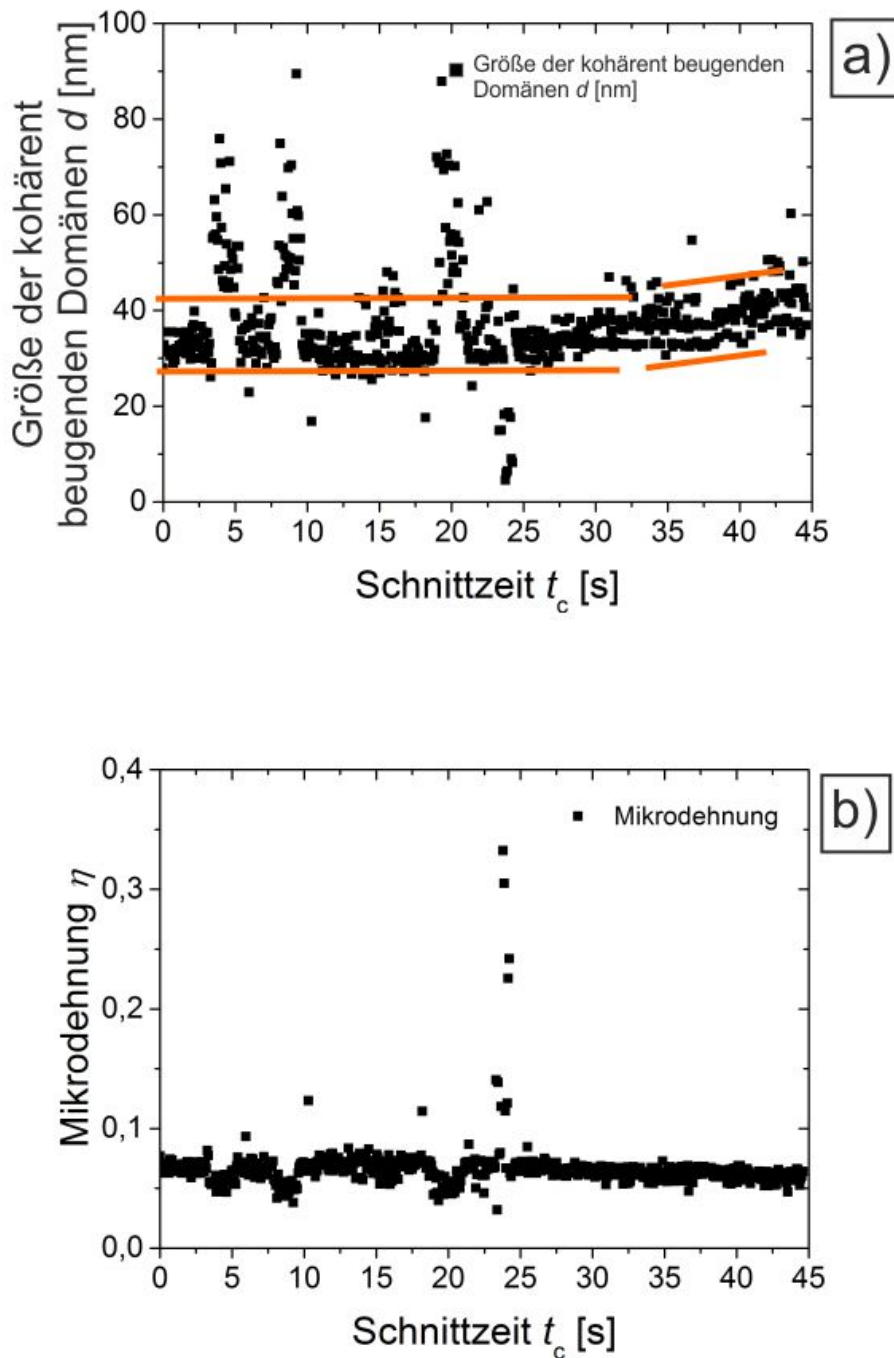 a)
Größe der kohärent
beugenden Domänen d [nm]
100
80
60
40
20
0
Größe der kohärent beugenden
Domänen d [nm]
0 5 10 15 20 25 30 35 40 45
Schnittzeit t_c [s]
b)
Mikrodehnung η
0,4
0,3
0,2
0,1
0,0
Mikrodehnung
0 5 10 15 20 25 30 35 40 45
Schnittzeit t_c [s]